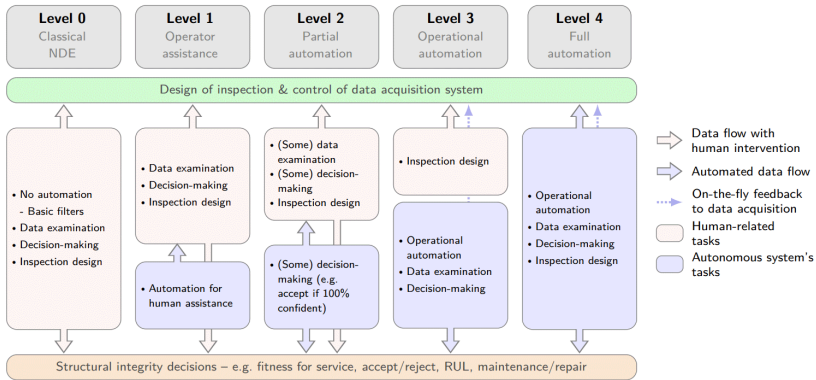 Level 0
Classical
NDE
Level 1
Operator
assistance
Level 2
Partial
automation
Level 3
Operational
automation
Level 4
Full
automation
Design of inspection & control of data acquisition system
• No automation
- Basic filters
• Data examination
• Decision-making
• Inspection design
• Data examination
• Decision-making
• Inspection design
• Automation for
human assistance
• (Some) data
examination
• (Some) decision-
making
• Inspection design
• (Some) decision-
making (e.g.
accept if 100%
confident)
• Inspection design
• Operational
automation
• Data examination
• Decision-making
• Operational
automation
• Data examination
• Decision-making
• Inspection design
Data flow with
human intervention
Automated data flow
On-the-fly feedback
to data acquisition
Human-related
tasks
Autonomous system's
tasks
Structural integrity decisions – e.g. fitness for service, accept/reject, RUL, maintenance/repair